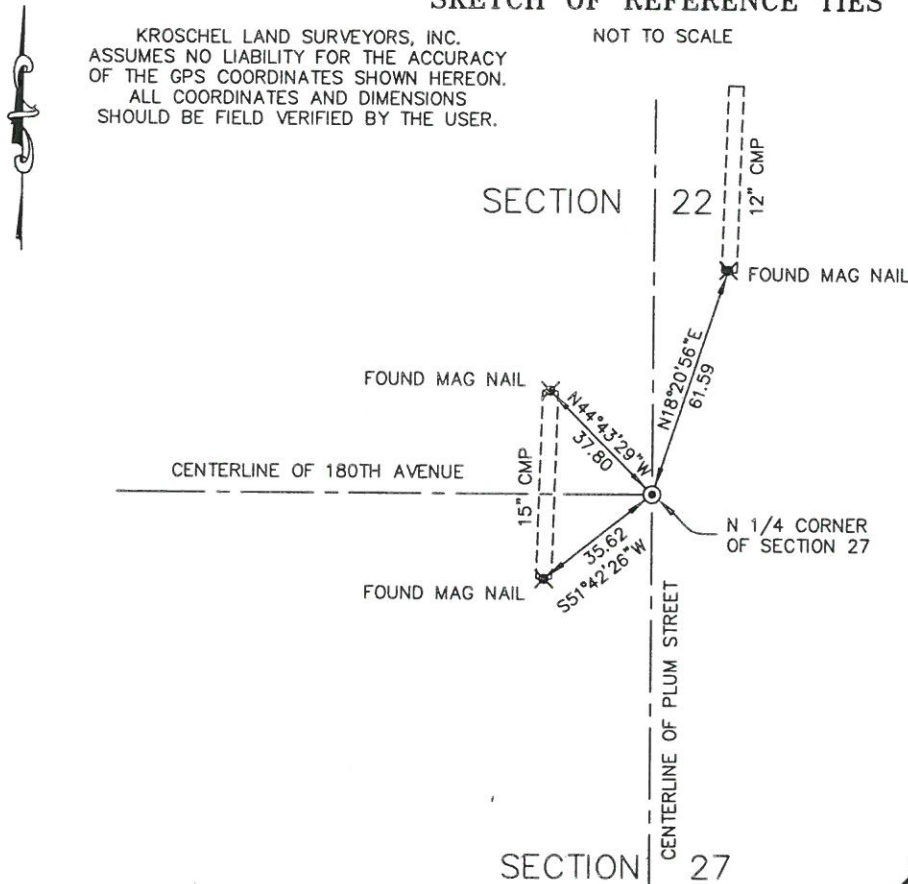 SKETCH OF REFERENCE TIES
NOT TO SCALE
KROSCHEL LAND SURVEYORS, INC.
ASSUMES NO LIABILITY FOR THE ACCURACY
OF THE GPS COORDINATES SHOWN HEREON.
ALL COORDINATES AND DIMENSIONS
SHOULD BE FIELD VERIFIED BY THE USER.
SECTION 22
12" CMP
FOUND MAG NAIL
N18°20'56"E
61.59
FOUND MAG NAIL
N44°43'29"W
37.80
CENTERLINE OF 180TH AVENUE
15" CMP
N 1/4 CORNER
OF SECTION 27
35.62
S51°42'26"W
FOUND MAG NAIL
CENTERLINE OF PLUM STREET
SECTION 27